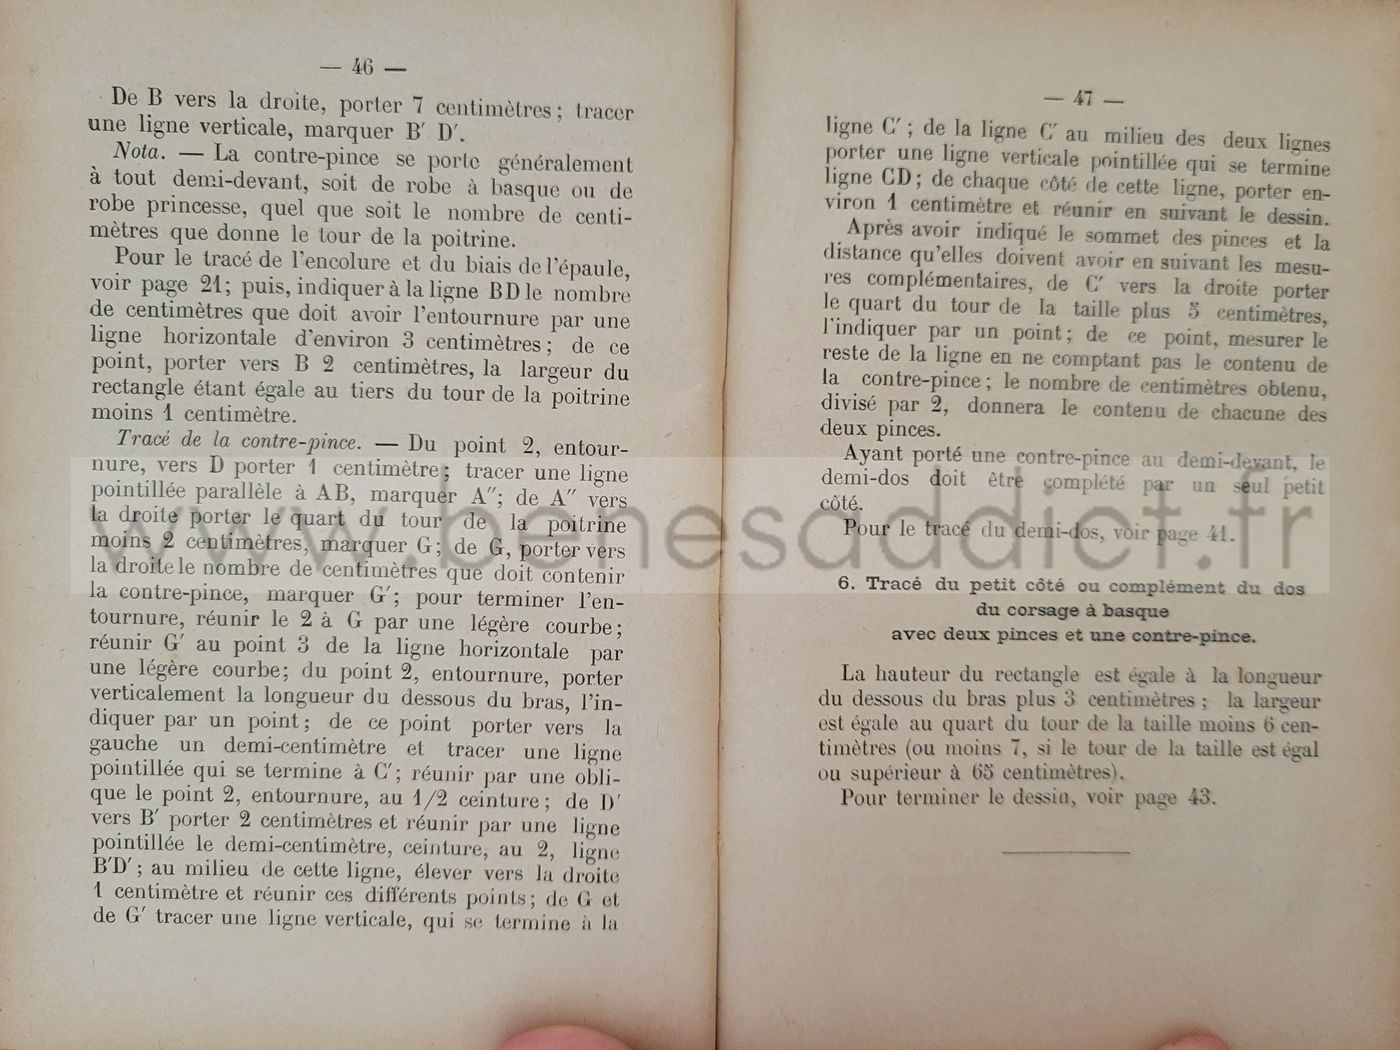 — 46 —
De B vers la droite, porter 7 centimètres; tracer
une ligne verticale, marquer B′ D′.
Nota. — La contre-pince se porte généralement
à tout demi-devant, soit de robe à basque ou de
robe princesse, quel que soit le nombre de centi-
mètres que donne le tour de la poitrine.
Pour le tracé de l'encolure et du biais de l'épaule,
voir page 21; puis, indiquer à la ligne BD le nombre
de centimètres que doit avoir l'entournure par une
ligne horizontale d'environ 3 centimètres; de ce
point, porter vers B 2 centimètres, la largeur du
rectangle étant égale au tiers du tour de la poitrine
moins 1 centimètre.
Tracé de la contre-pince. — Du point 2, entour-
nure, vers D porter 1 centimètre; tracer une ligne
pointillée parallèle à AB, marquer A″; de A″ vers
la droite porter le quart du tour de la poitrine
moins 2 centimètres, marquer G; de G, porter vers
la droite le nombre de centimètres que doit contenir
la contre-pince, marquer G′; pour terminer l'en-
tournure, réunir le 2 à G par une légère courbe;
réunir G′ au point 3 de la ligne horizontale par
une légère courbe; du point 2, entournure, porter
verticalement la longueur du dessous du bras, l'in-
diquer par un point; de ce point porter vers la
gauche un demi-centimètre et tracer une ligne
pointillée qui se termine à C′; réunir par une obli-
que le point 2, entournure, au 1/2 ceinture; de D′
vers B′ porter 2 centimètres et réunir par une ligne
pointillée le demi-centimètre, ceinture, au 2, ligne
B′D′; au milieu de cette ligne, élever vers la droite
1 centimètre et réunir ces différents points; de G et
de G′ tracer une ligne verticale, qui se termine à la
— 47 —
ligne C′; de la ligne C′ au milieu des deux lignes
porter une ligne verticale pointillée qui se termine
ligne CD; de chaque côté de cette ligne, porter en-
viron 1 centimètre et réunir en suivant le dessin.
Après avoir indiqué le sommet des pinces et la
distance qu'elles doivent avoir en suivant les mesu-
res complémentaires, de C′ vers la droite porter
le quart du tour de la taille plus 5 centimètres,
l'indiquer par un point; de ce point, mesurer le
reste de la ligne en ne comptant pas le contenu de
la contre-pince; le nombre de centimètres obtenu,
divisé par 2, donnera le contenu de chacune des
deux pinces.
Ayant porté une contre-pince au demi-devant, le
demi-dos doit être complété par un seul petit
côté.
Pour le tracé du demi-dos, voir page 41.
6. Tracé du petit côté ou complément du dos
du corsage à basque
avec deux pinces et une contre-pince.
La hauteur du rectangle est égale à la longueur
du dessous du bras plus 3 centimètres; la largeur
est égale au quart du tour de la taille moins 6 cen-
timètres (ou moins 7, si le tour de la taille est égal
ou supérieur à 65 centimètres).
Pour terminer le dessin, voir page 43.
www.benesaddict.fr